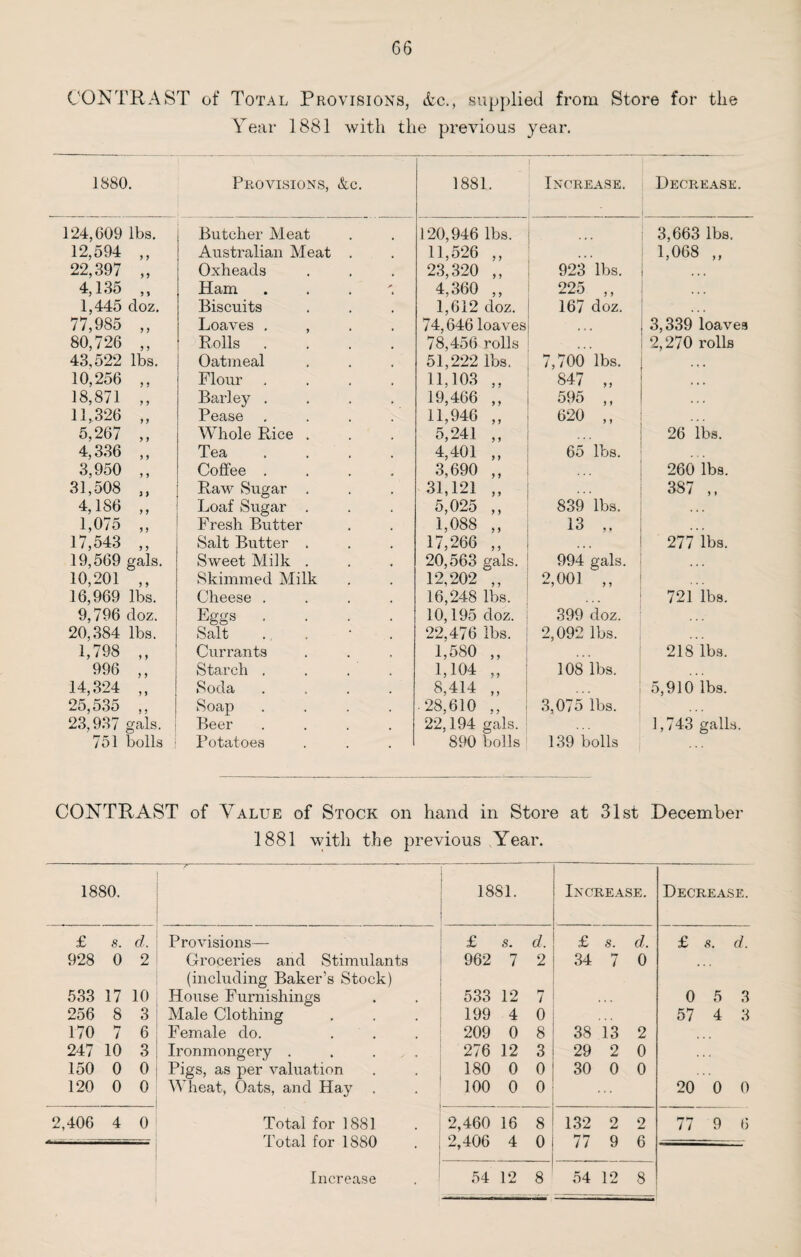 66
CONTRAST of Total Provisions, &c., supplied from Store for the
Year 1881 with the previous year.
1880. Provisions, &c. 1881. Increase. Decrease.
124,609 lbs. Butcher Meat . . 120,946 lbs. ... 3,663 lbs.
12,594 ,, Australian Meat . . 11,526 ,, ... 1,068 ,,
22,397 ,, Oxheads . . . 23,320 ,, 923 lbs. ...
4,135 ,, Ham . . . . 4,360 ,, 225 ,, ...
1,445 doz. Biscuits . . . 1,612 doz. 167 doz. ...
77,985 ,, Loaves . , . . 74,646 loaves ... 3,339 loaves
80,726 ,, Rolls . . . . 78,456 rolls ... 2,270 rolls
43,522 lbs. Oatmeal . . . 51,222 lbs. 7,700 lbs. ...
10,256 ,, Flour . . . . 11,103 ,, 847 ,, ...
18,871 ,, Barley . . . . 19,466 ,, 595 ,, ...
11,326 ,, Pease . . . . 11,946 ,, 620 ,, ...
5,267 ,, Whole Rice . . . 5,241 ,, ... 26 lbs.
4,336 ,, Tea . . . . 4,401 ,, 65 lbs. ...
3,950 ,, Coffee . . . . 3,690 ,, ... 260 lbs.
31,508 ,, Raw Sugar . . . 31,121 ,, ... 387 ,,
4,186 ,, Loaf Sugar . . . 5,025 ,, 839 lbs. ...
1,075 ,, Fresh Butter . . 1,088 ,, 13 ,, ...
17,543 ,, Salt Butter . . . 17,266 ,, ... 277 lbs.
19,569 gals. Sweet Milk . . . 20,563 gals. 994 gals. ...
10,201 ,, Skimmed Milk . . 12,202 ,, 2,001 ,, ...
16,969 lbs. Cheese . . . . 16,248 lbs. ... 721 lbs.
9,796 doz. Eggs . . . . 10,195 doz. 399 doz. ...
20,384 lbs. Salt . . . . 22,476 lbs. 2,092 lbs. ...
1,798 ,, Currants . . . 1,580 ,, ... 218 lbs.
996 ,, Starch . . . . 1,104 ,, 108 lbs. ...
14,324 ,, Soda . . . . 8,414 ,, ... 5,910 lbs.
25,535 ,, Soap . . . . 28,610 ,, 3,075 lbs. ...
23,937 gals. Beer . . . . 22,194 gals. ... 1,743 galls.
751 bolls Potatoes . . . 890 bolls 139 bolls ...
CONTRAST of Value of Stock on hand in Store at 31st December
1881 with the previous Year.
1880. 1881. Increase. Decrease.
£ s. d. Provisions— £ s. d. £ s. d. £ s. d.
928 0 2 Groceries and Stimulants 962 7 2 34 7 0 ...
(including Baker's Stock)
533 17 10 House Furnishings . . 533 12 7 ... 0 5 3
256 8 3 Male Clothing . . . 199 4 0 ... 57 4 3
170 7 6 Female do. . . . 209 0 8 38 13 2 ...
247 10 3 Ironmongery . . . . 276 12 3 29 2 0 ...
150 0 0 Pigs, as per valuation . . 180 0 0 30 0 0 ...
120 0 0 Wheat, Oats, and Hay . . 100 0 0 ... 20 0 0
2,406 4 0 Total for 1881 . 2,460 16 8 132 2 2 77 9 6
Total for 1880 . 2,406 4 0 77 9 6
Increase . 54 12 8 54 12 8